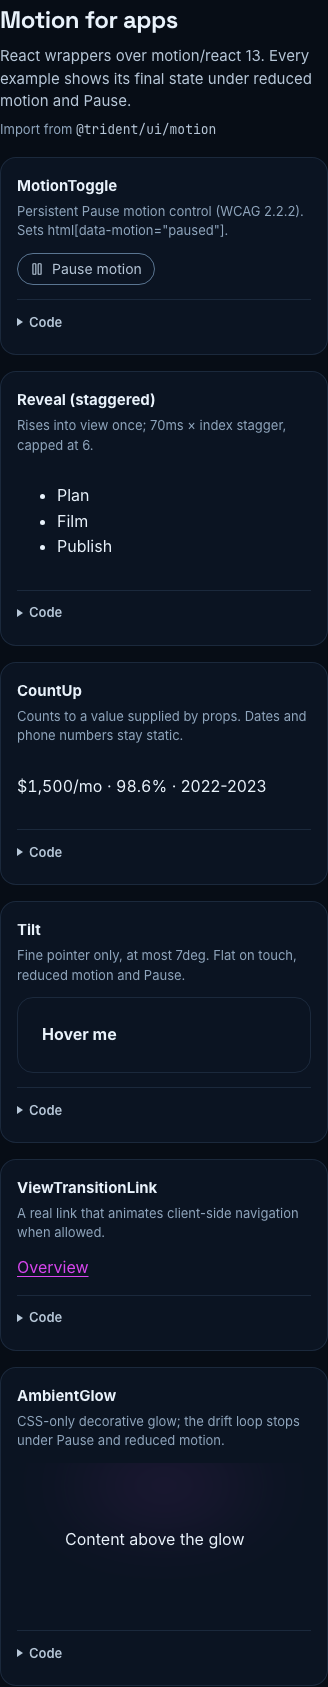 Motion for apps
React wrappers over motion/react 13. Every
example shows its final state under reduced
motion and Pause.
Import from @trident/ui/motion
MotionToggle
Persistent Pause motion control (WCAG 2.2.2).
Sets html[data-motion="paused"].
Pause motion
Code
Reveal (staggered)
Rises into view once; 70ms × index stagger,
capped at 6.
• Plan
• Film
• Publish
Code
CountUp
Counts to a value supplied by props. Dates and
phone numbers stay static.
$1,500/mo · 98.6% · 2022-2023
Code
Tilt
Fine pointer only, at most 7deg. Flat on touch,
reduced motion and Pause.
Hover me
Code
ViewTransitionLink
A real link that animates client-side navigation
when allowed.
Overview
Code
AmbientGlow
CSS-only decorative glow; the drift loop stops
under Pause and reduced motion.
Content above the glow
Code